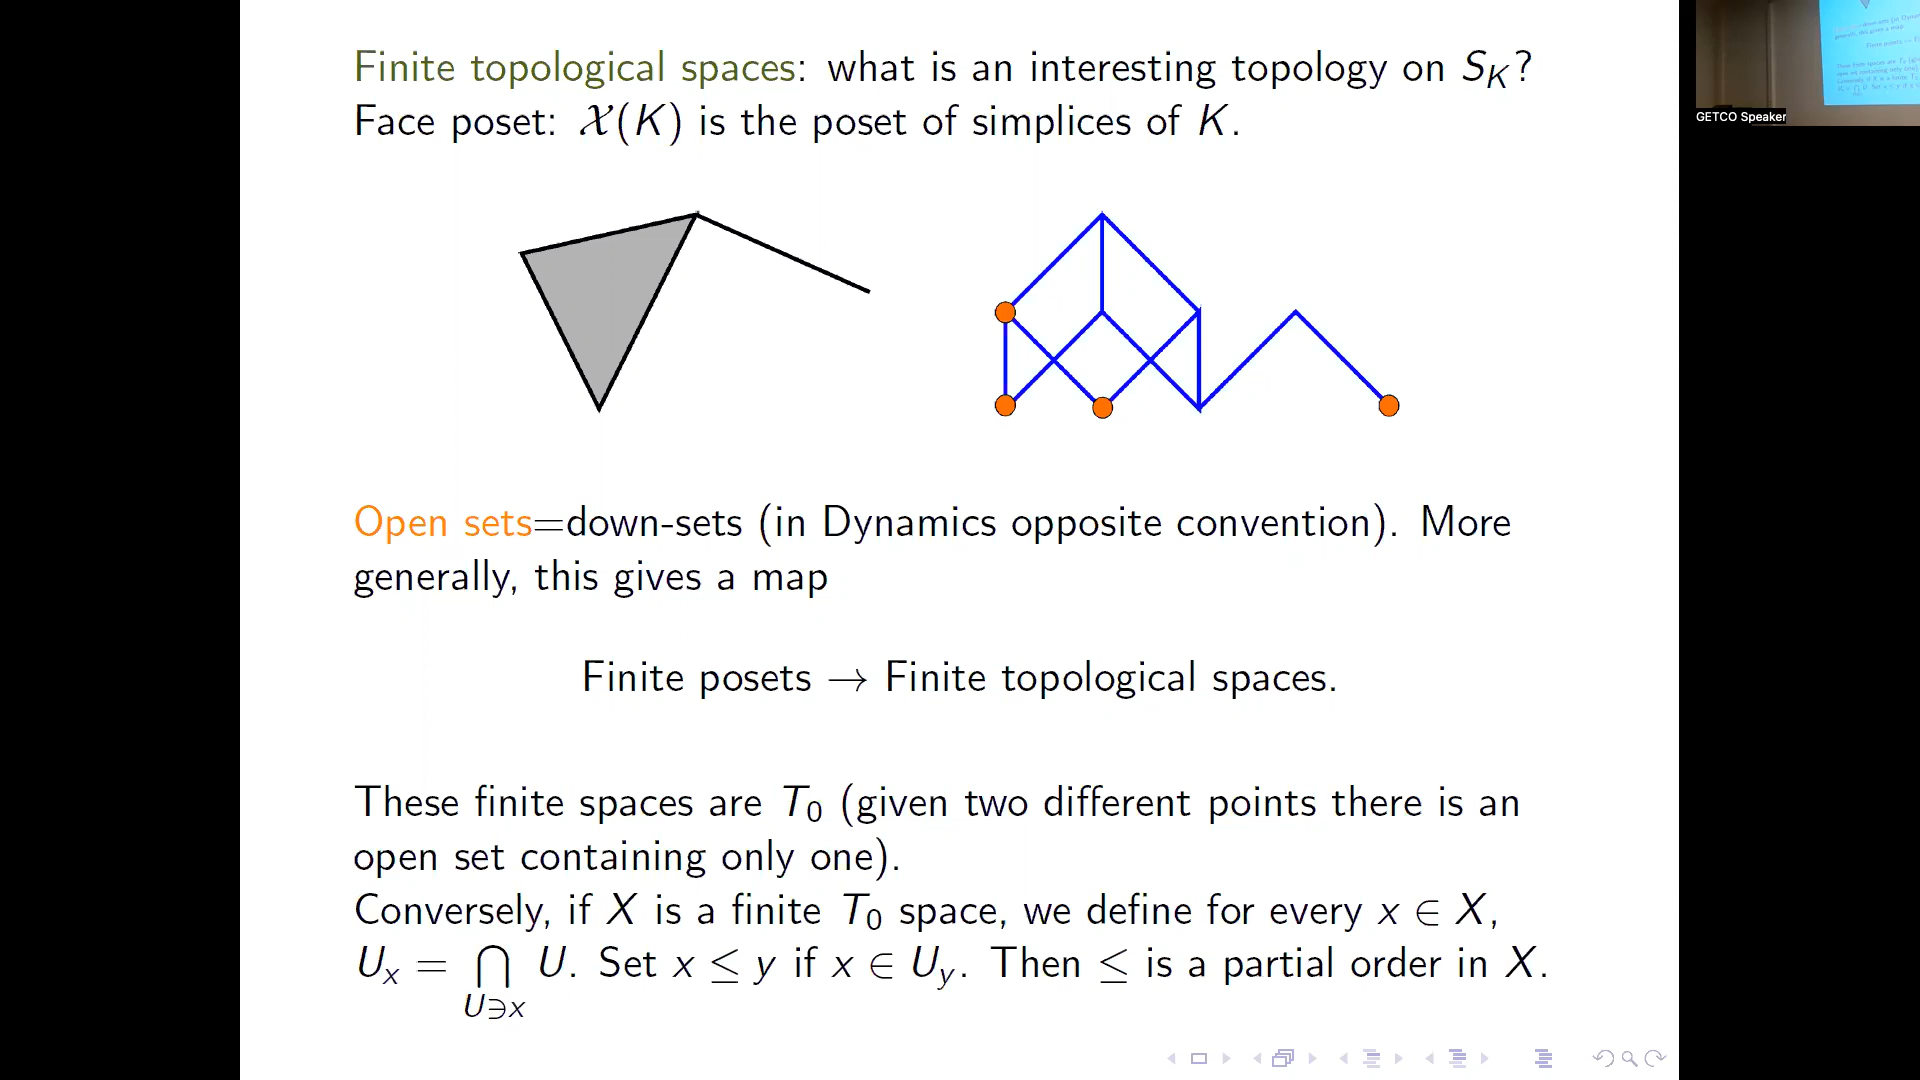 Finite topological spaces: what is an interesting topology on S_K?
Face poset: 𝒳(K) is the poset of simplices of K.
GETCO Speaker
Open sets=down-sets (in Dynamics opposite convention). More
generally, this gives a map
Finite posets → Finite topological spaces.
These finite spaces are T_0 (given two different points there is an
open set containing only one).
Conversely, if X is a finite T_0 space, we define for every x ∈ X,
U_x = ⋂_{U∋x} U. Set x ≤ y if x ∈ U_y. Then ≤ is a partial order in X.